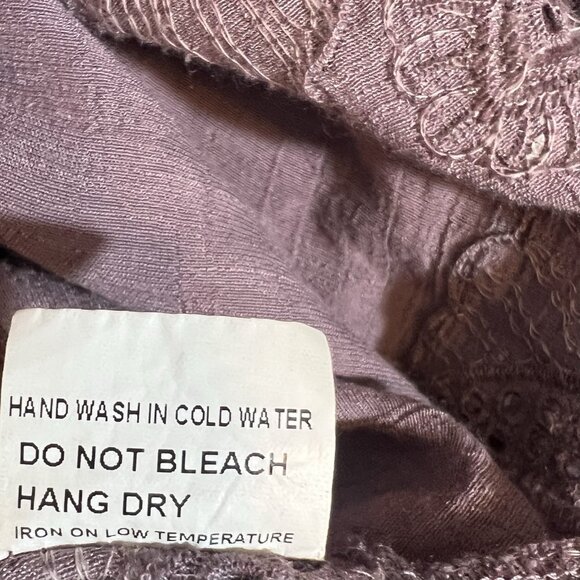 HAND WASH IN COLD WATER
DO NOT BLEACH
HANG DRY
IRON ON LOW TEMPERATURE